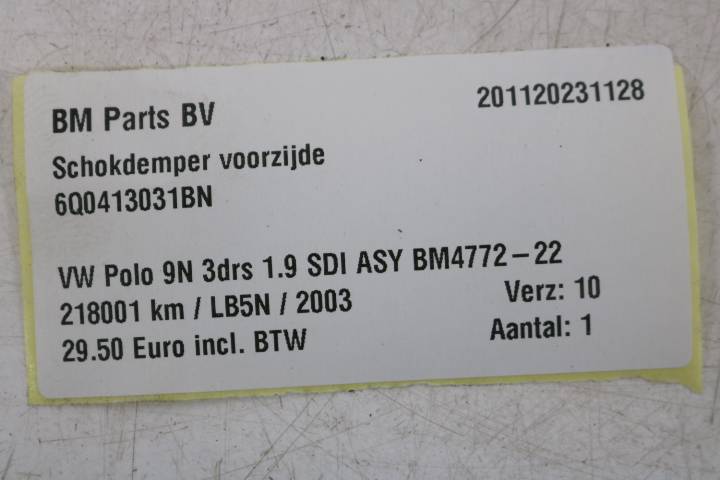 BM Parts BV 201120231128
Schokdemper voorzijde
6Q0413031BN
VW Polo 9N 3drs 1.9 SDI ASY BM4772-22
218001 km / LB5N / 2003 Verz: 10
29.50 Euro incl. BTW Aantal: 1